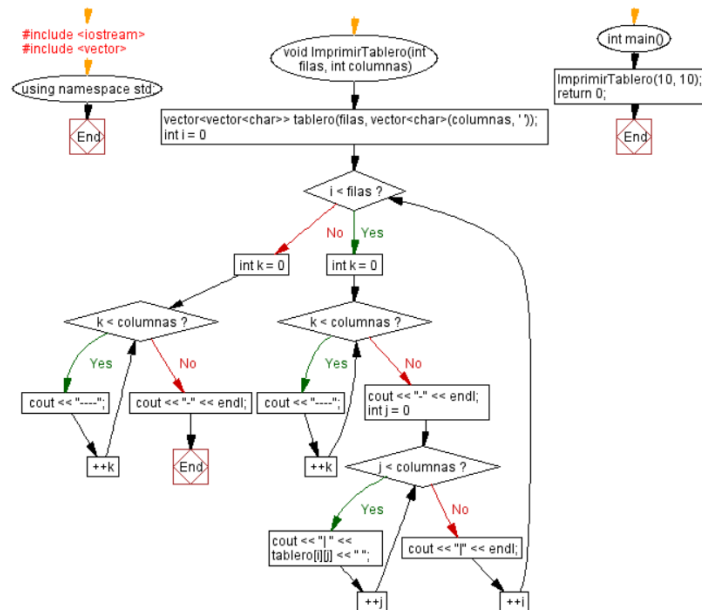 #include <iostream>
#include <vector>
using namespace std
End
void ImprimirTablero(int
filas, int columnas)
vector<vector<char>> tablero(filas, vector<char>(columnas, ' '));
int i = 0
i < filas ?
No
Yes
int k = 0
k < columnas ?
Yes
cout << "----";
++k
No
cout << "-" << endl;
End
int k = 0
k < columnas ?
Yes
cout << "----";
++k
No
cout << "-" << endl;
int j = 0
j < columnas ?
Yes
cout << "| " <<
tablero[i][j] << " ";
++j
No
cout << "|" << endl;
++i
int main()
ImprimirTablero(10, 10);
return 0;
End